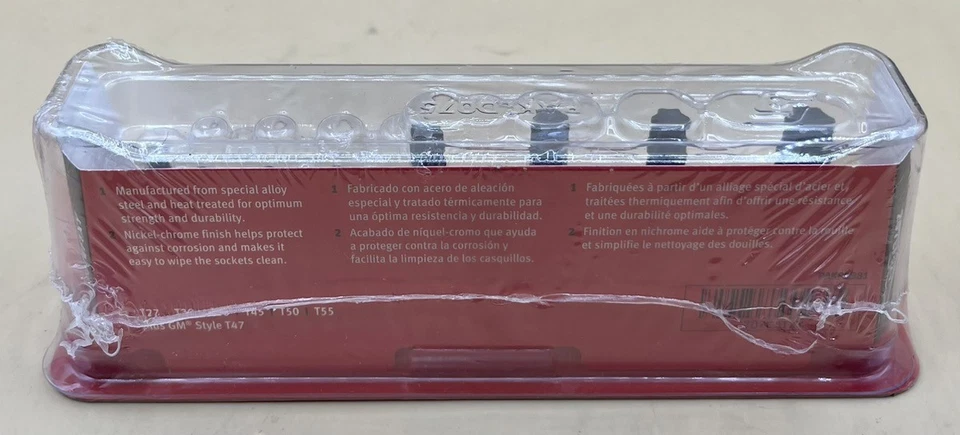 1 Manufactured from special alloy
steel and heat treated for optimum
strength and durability.
2 Nickel-chrome finish helps protect
against corrosion and makes it
easy to wipe the sockets clean.
1 Fabricado con acero de aleación
especial y tratado térmicamente para
una óptima resistencia y durabilidad.
2 Acabado de níquel-cromo que ayuda
a proteger contra la corrosión y
facilita la limpieza de los casquillos.
1 Fabriquées à partir d'un alliage spécial d'acier et
traitées thermiquement afin d'offrir une résistance
et une durabilité optimales.
2 Finition en nichrome aide à protéger contre la rouille
et simplifie le nettoyage des douilles.
T27 T45 | T50 | T55
Plus GM® Style T47